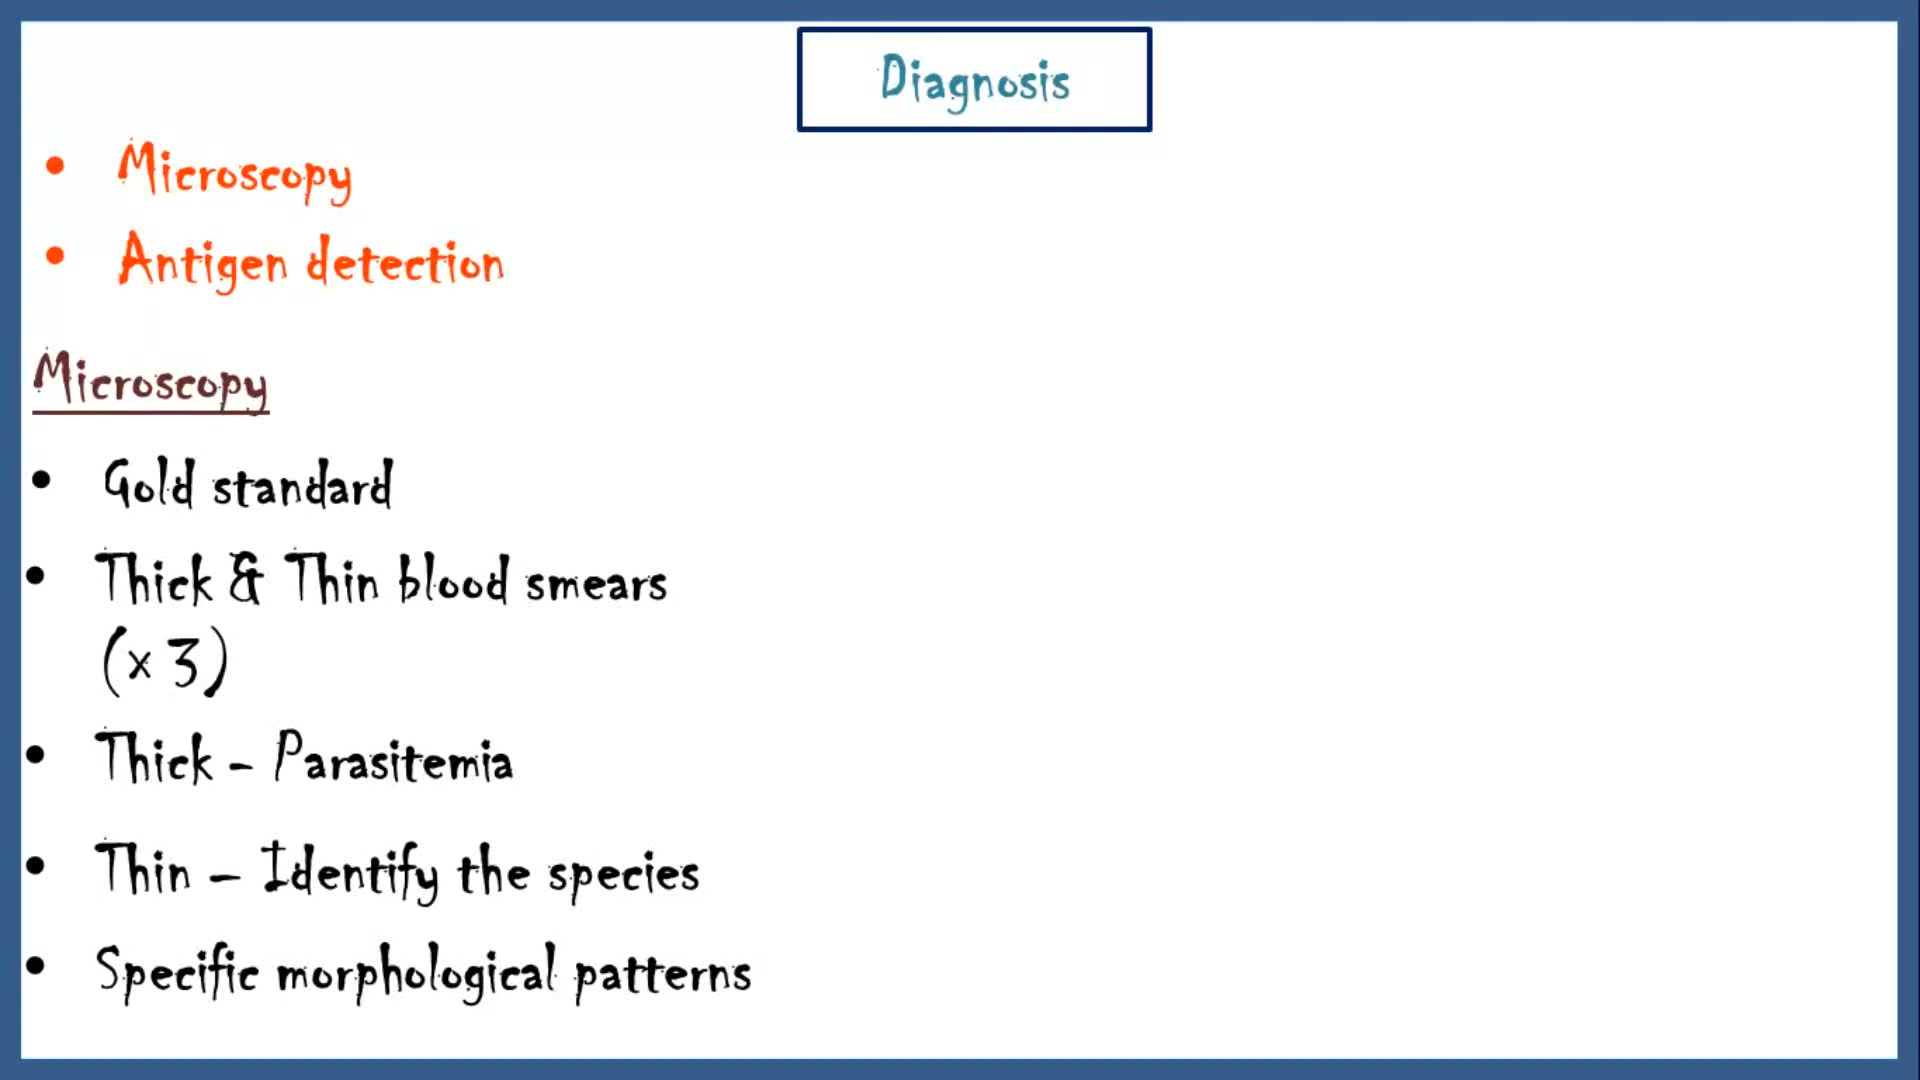 Diagnosis
• Microscopy
• Antigen detection
Microscopy
• Gold standard
• Thick & Thin blood smears
(x 3)
• Thick - Parasitemia
• Thin – Identify the species
• Specific morphological patterns